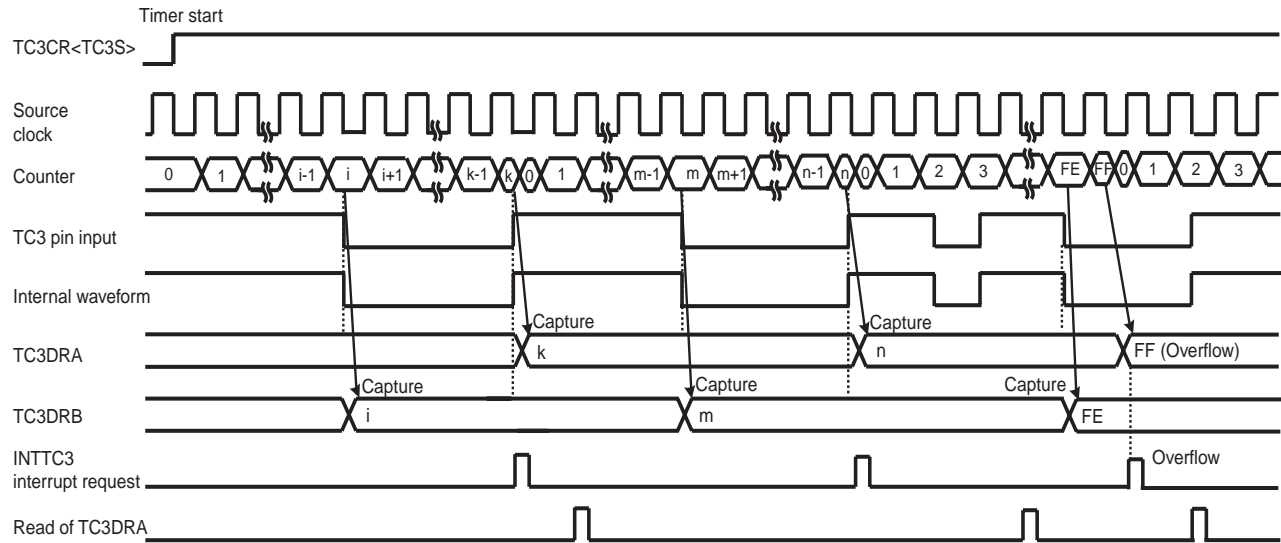 Timer start
TC3CR<TC3S>
Source
clock
Counter
0 1 i-1 i i+1 k-1 k 0 1 m-1 m m+1 n-1 n 0 1 2 3 FE FF 0 1 2 3
TC3 pin input
Internal waveform
Capture Capture
TC3DRA
k n FF (Overflow)
Capture Capture Capture
TC3DRB
i m FE
INTTC3
interrupt request
Overflow
Read of TC3DRA